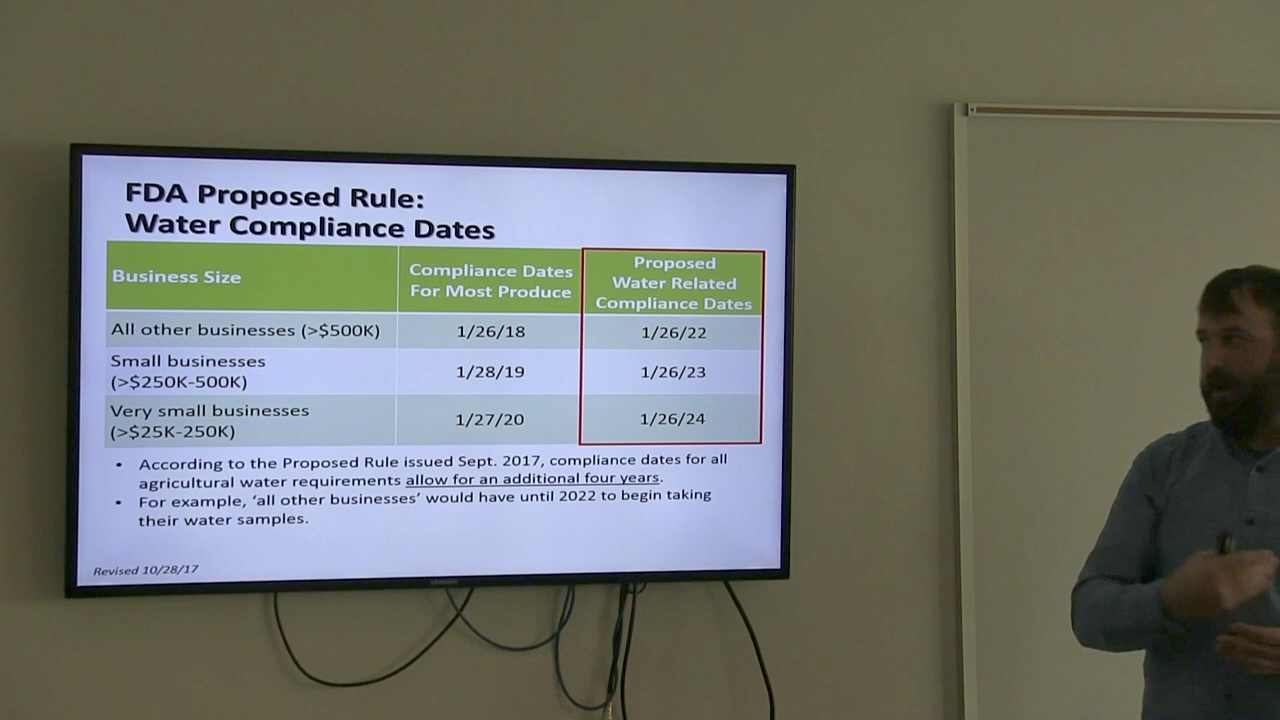 FDA Proposed Rule:
Water Compliance Dates
Business Size
Compliance Dates
For Most Produce
Proposed
Water Related
Compliance Dates
All other businesses (>$500K)
1/26/18
1/26/22
Small businesses
(>$250K-500K)
1/28/19
1/26/23
Very small businesses
(>$25K-250K)
1/27/20
1/26/24
• According to the Proposed Rule issued Sept. 2017, compliance dates for all
agricultural water requirements allow for an additional four years.
• For example, ‘all other businesses’ would have until 2022 to begin taking
their water samples.
Revised 10/28/17